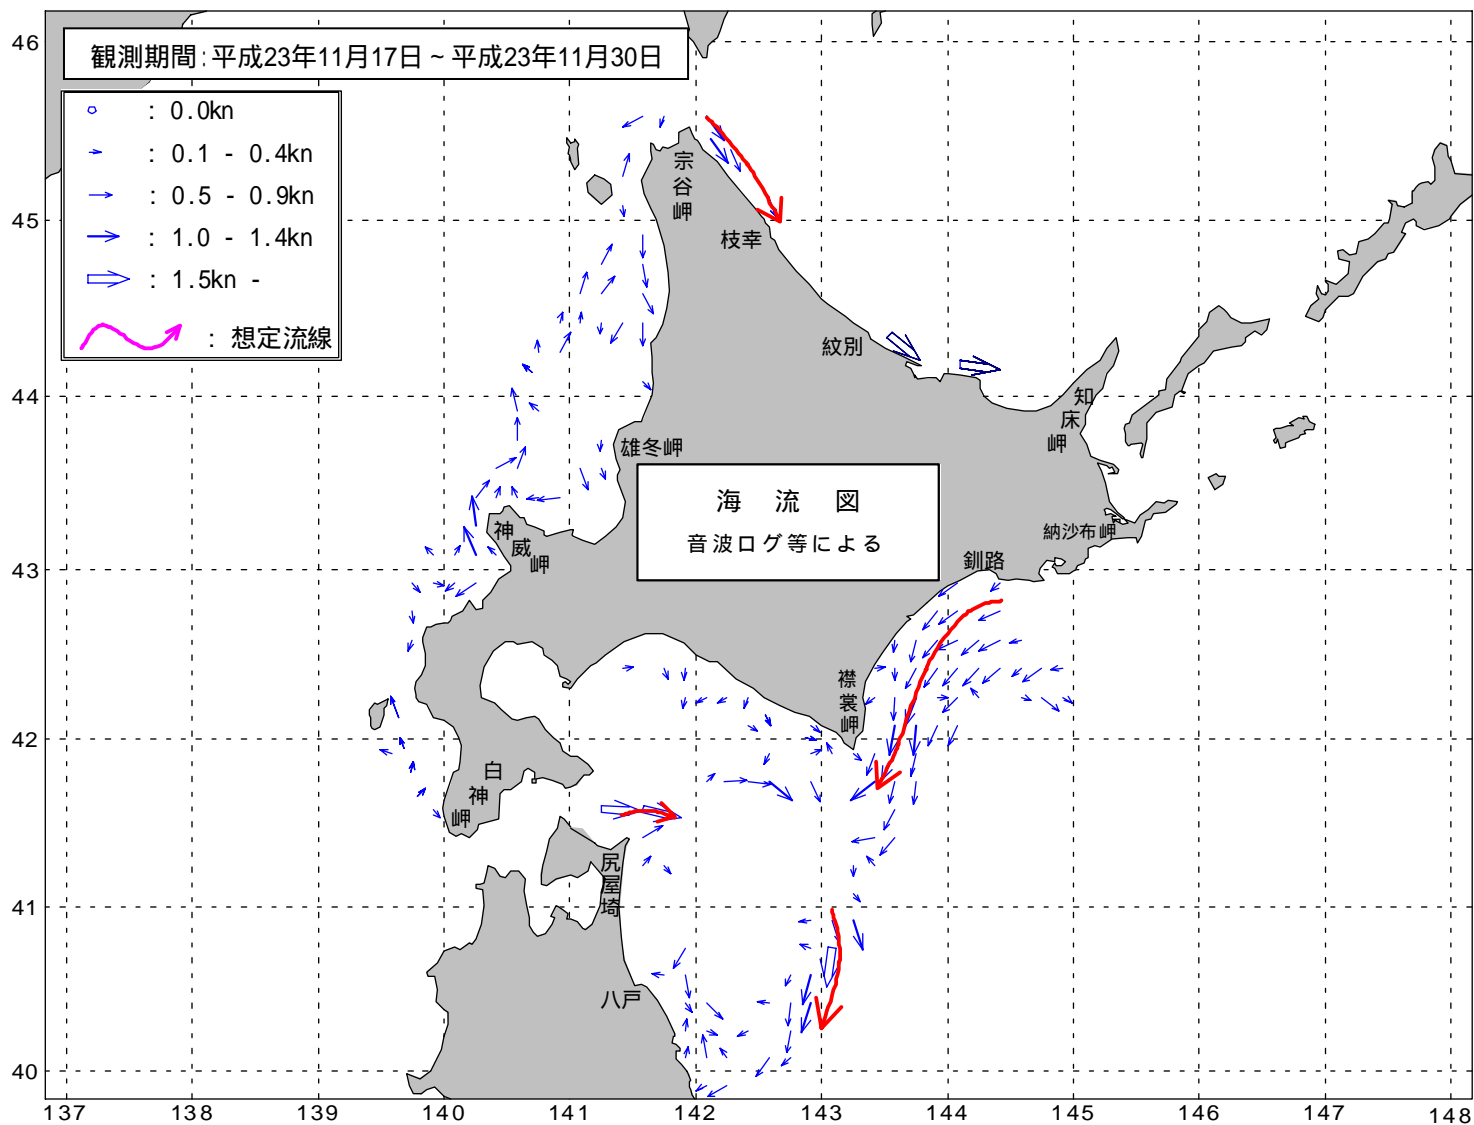 46
観測期間:平成23年11月17日~平成23年11月30日
: 0.0kn
: 0.1 - 0.4kn
: 0.5 - 0.9kn
: 1.0 - 1.4kn
: 1.5kn -
: 想定流線
宗谷岬
45
枝幸
紋別
44
知床岬
雄冬岬
海 流 図
音波ログ等による
神威岬
納沙布岬
釧路
43
襟裳岬
42
白神岬
尻屋埼
41
八戸
40
137 138 139 140 141 142 143 144 145 146 147 148